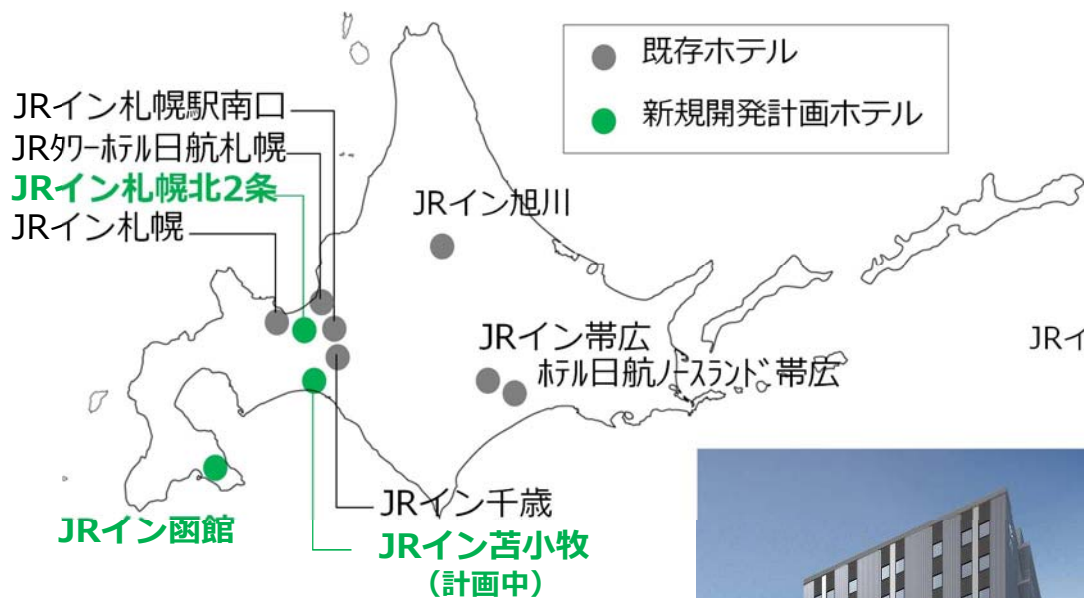 既存ホテル
新規開発計画ホテル
JRイン札幌駅南口
JRﾀﾜｰﾎﾃﾙ日航札幌
JRイン札幌北2条
JRイン札幌
JRイン旭川
JRイン帯広
ﾎﾃﾙ日航ﾉｰｽﾗﾝﾄﾞ帯広
JRイ
JRイン千歳
JRイン函館
JRイン苫小牧
（計画中）